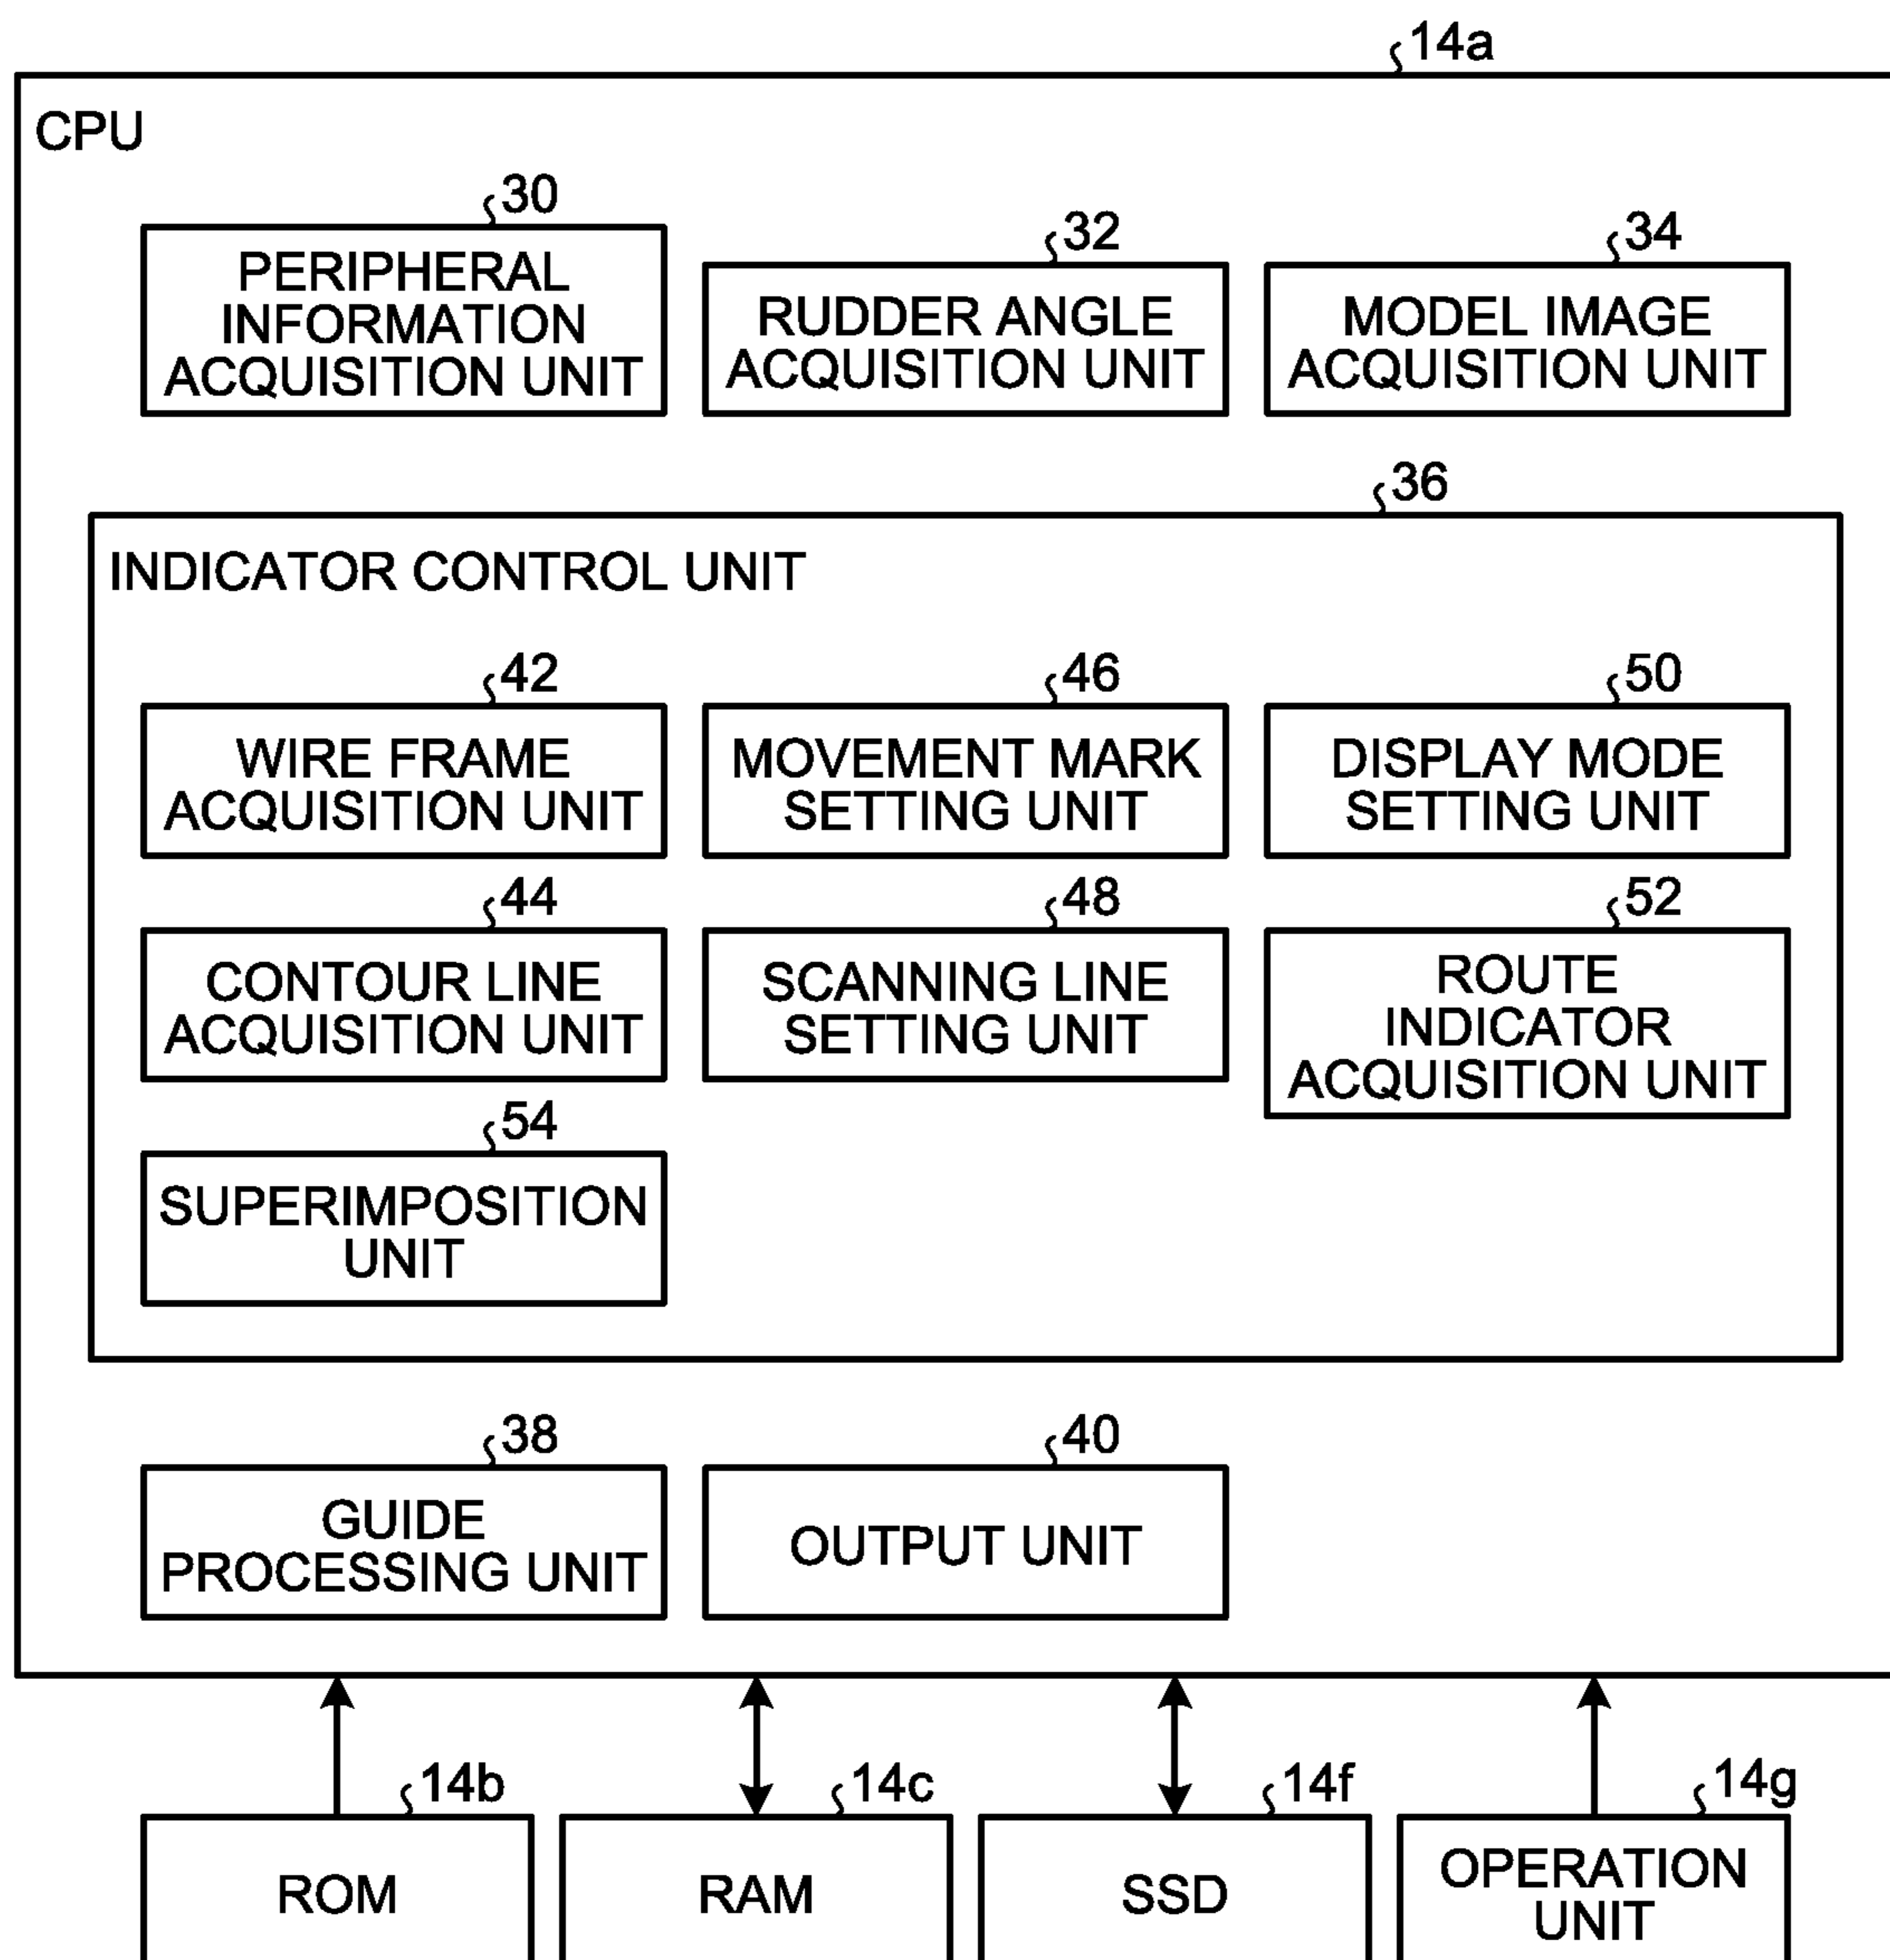 14a
CPU
30
PERIPHERAL
INFORMATION
ACQUISITION UNIT
32
RUDDER ANGLE
ACQUISITION UNIT
34
MODEL IMAGE
ACQUISITION UNIT
36
INDICATOR CONTROL UNIT
42
WIRE FRAME
ACQUISITION UNIT
46
MOVEMENT MARK
SETTING UNIT
50
DISPLAY MODE
SETTING UNIT
44
CONTOUR LINE
ACQUISITION UNIT
48
SCANNING LINE
SETTING UNIT
52
ROUTE
INDICATOR
ACQUISITION UNIT
54
SUPERIMPOSITION
UNIT
38
GUIDE
PROCESSING UNIT
40
OUTPUT UNIT
14b
ROM
14c
RAM
14f
SSD
14g
OPERATION
UNIT